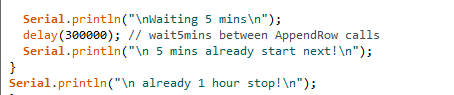 Serial.println("\nWaiting 5 mins\n");
delay(300000); // wait5mins between AppendRow calls
Serial.println("\n 5 mins already start next!\n");
}
Serial.println("\n already 1 hour stop!\n");